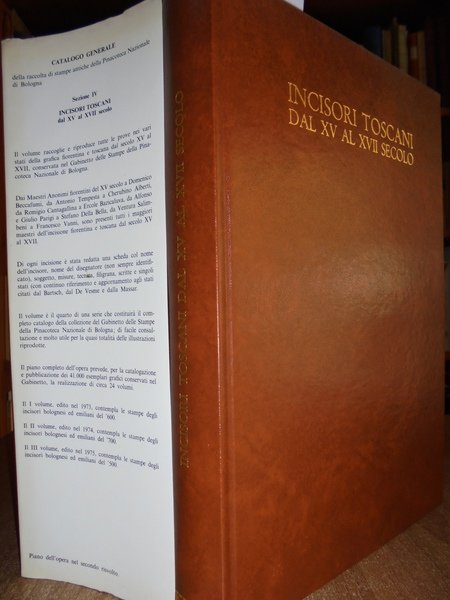 CATALOGO GENERALE
della raccolta di stampe antiche della Pinacoteca Nazionale
di Bologna
Sezione IV
INCISORI TOSCANI
dal XV al XVII secolo
Il volume raccoglie e riproduce tutte le prove nei vari
stati della grafica fiorentina e toscana dal secolo XV al
XVII, conservata nel Gabinetto delle Stampe della Pina-
coteca Nazionale di Bologna.
Dai Maestri Anonimi fiorentini del XV secolo a Domenico
Beccafumi, da Antonio Tempesta a Cherubino Alberti,
da Remigio Cantagallina a Ercole Bazicaluva, da Alfonso
e Giulio Parigi a Stefano Della Bella, da Ventura Salim-
beni a Francesco Vanni, sono presenti tutti i maggiori
maestri dell'incisione fiorentina e toscana dal secolo XV
al XVII.
Di ogni incisione è stata redatta una scheda col nome
dell'incisore, nome del disegnatore (non sempre identifi-
cato), soggetto, misure, tecnica, filigrana, scritte e singoli
stati (con continuo riferimento e aggiornamento agli stati
citati dal Bartsch, dal De Vesme e dalla Massar.
Il volume è il quarto di una serie che costituirà il com-
pleto catalogo della collezione del Gabinetto delle Stampe
della Pinacoteca Nazionale di Bologna; di facile consul-
tazione e molto utile per la quasi totalità delle illustrazioni
riprodotte.
Il piano completo dell'opera prevede, per la catalogazione
e pubblicazione dei 41.000 esemplari grafici conservati nel
Gabinetto, la realizzazione di circa 24 volumi.
Il I volume, edito nel 1973, contempla le stampe degli
incisori bolognesi ed emiliani del '600.
Il II volume, edito nel 1974, contempla le stampe degli
incisori bolognesi ed emiliani del '700.
Il III volume, edito nel 1975, contempla le stampe degli
incisori bolognesi ed emiliani del '500
Piano dell'opera nel secondo risvolto.
INCISORI TOSCANI DAL XV AL XVII SECOLO
INCISORI TOSCANI
DAL XV AL XVII SECOLO